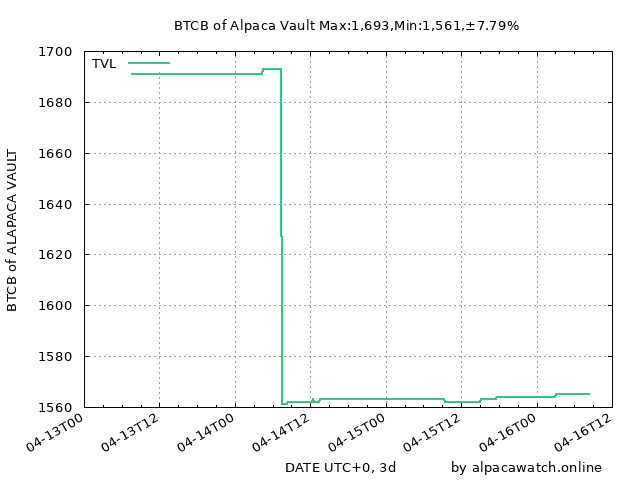 BTCB of Alpaca Vault Max:1,693,Min:1,561,±7.79%
TVL
BTCB of ALAPACA VAULT
1700
1680
1660
1640
1620
1600
1580
1560
04-13T00
04-13T12
04-14T00
04-14T12
04-15T00
04-15T12
04-16T00
04-16T12
DATE UTC+0, 3d
by alpacawatch.online